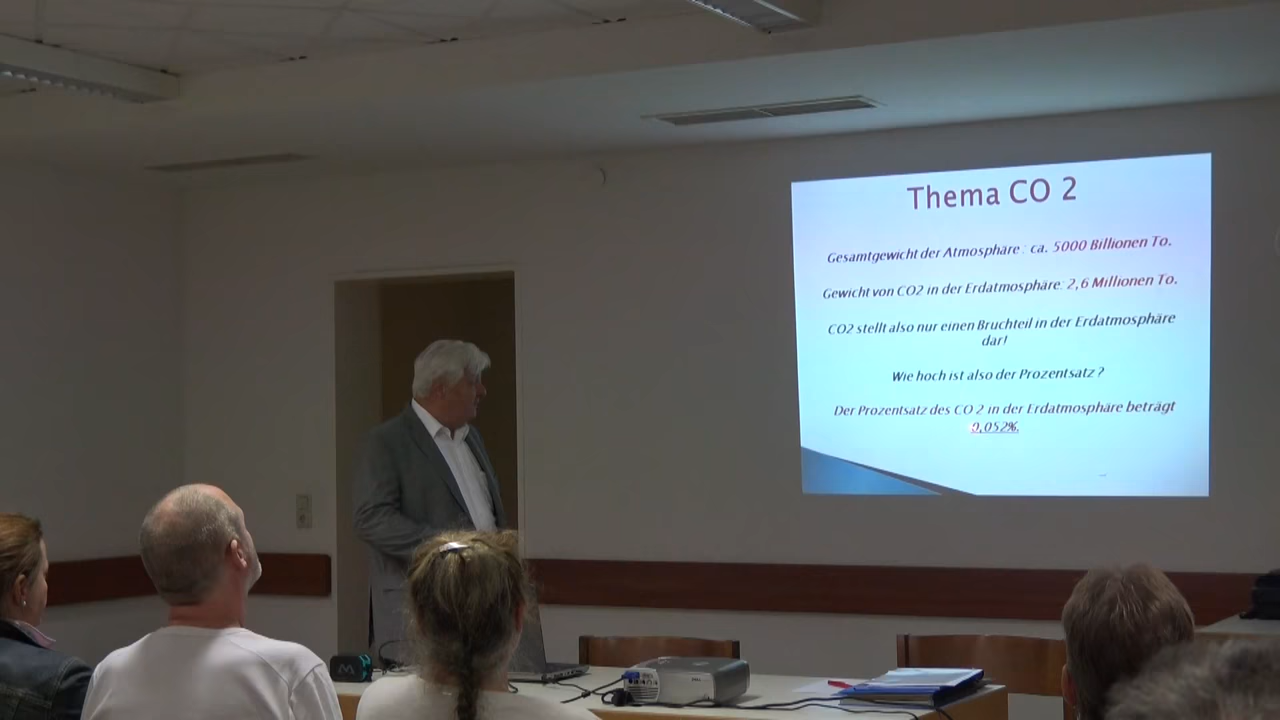 Thema CO 2
Gesamtgewicht der Atmosphäre : ca. 5000 Billionen To.
Gewicht von CO2 in der Erdatmosphäre: 2,6 Millionen To.
CO2 stellt also nur einen Bruchteil in der Erdatmosphäre
dar!
Wie hoch ist also der Prozentsatz ?
Der Prozentsatz des CO 2 in der Erdatmosphäre beträgt
0,052%.